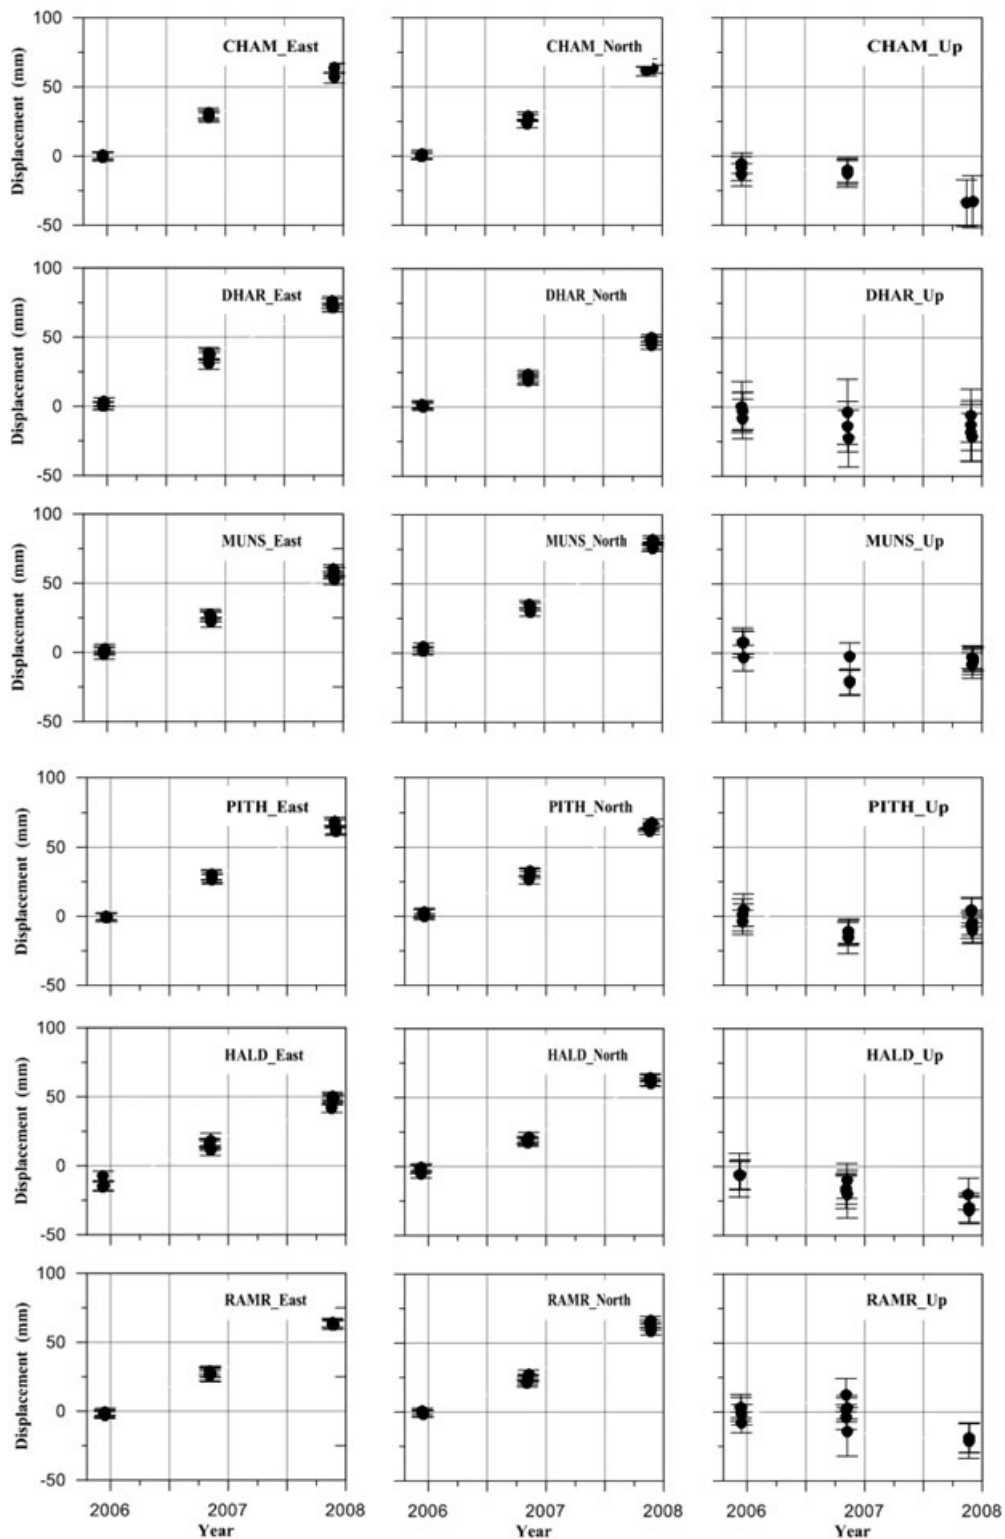 100
CHAM_East
CHAM_North
CHAM_Up
50
0
-50
Displacement (mm)
100
DHAR_East
DHAR_North
DHAR_Up
50
0
-50
Displacement (mm)
100
MUNS_East
MUNS_North
MUNS_Up
50
0
-50
Displacement (mm)
100
PITH_East
PITH_North
PITH_Up
50
0
-50
Displacement (mm)
100
HALD_East
HALD_North
HALD_Up
50
0
-50
Displacement (mm)
100
RAMR_East
RAMR_North
RAMR_Up
50
0
-50
Displacement (mm)
2006 2007 2008 2006 2007 2008 2006 2007 2008
Year Year Year